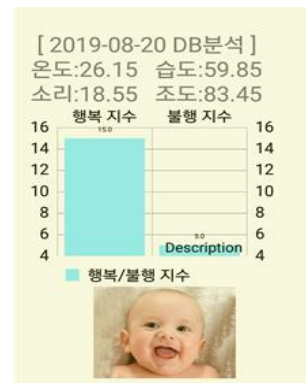 [ 2019-08-20 DB분석 ]
온도:26.15 습도:59.85
소리:18.55 조도:83.45
행복 지수 불행 지수
16 15.0 16
14 14
12 12
10 10
8 8
6 5.0 6
4 Description 4
행복/불행 지수